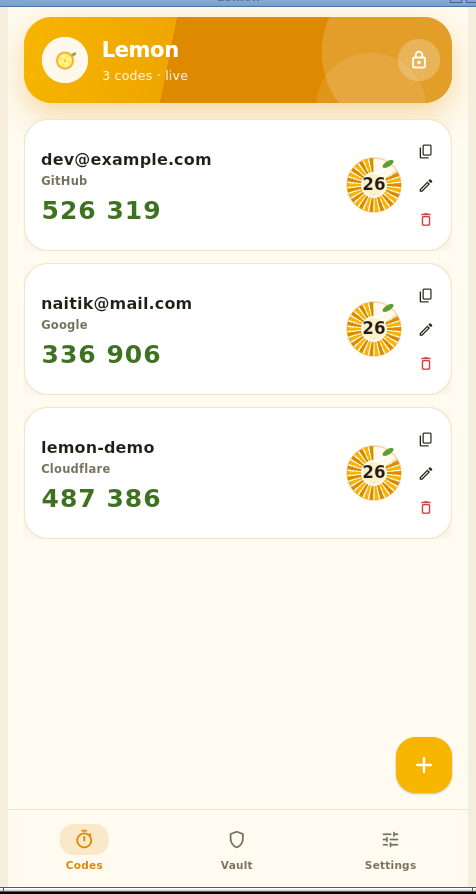 Lemon
3 codes · live
dev@example.com
GitHub
526 319
26
naitik@mail.com
Google
336 906
26
lemon-demo
Cloudflare
487 386
26
Codes
Vault
Settings